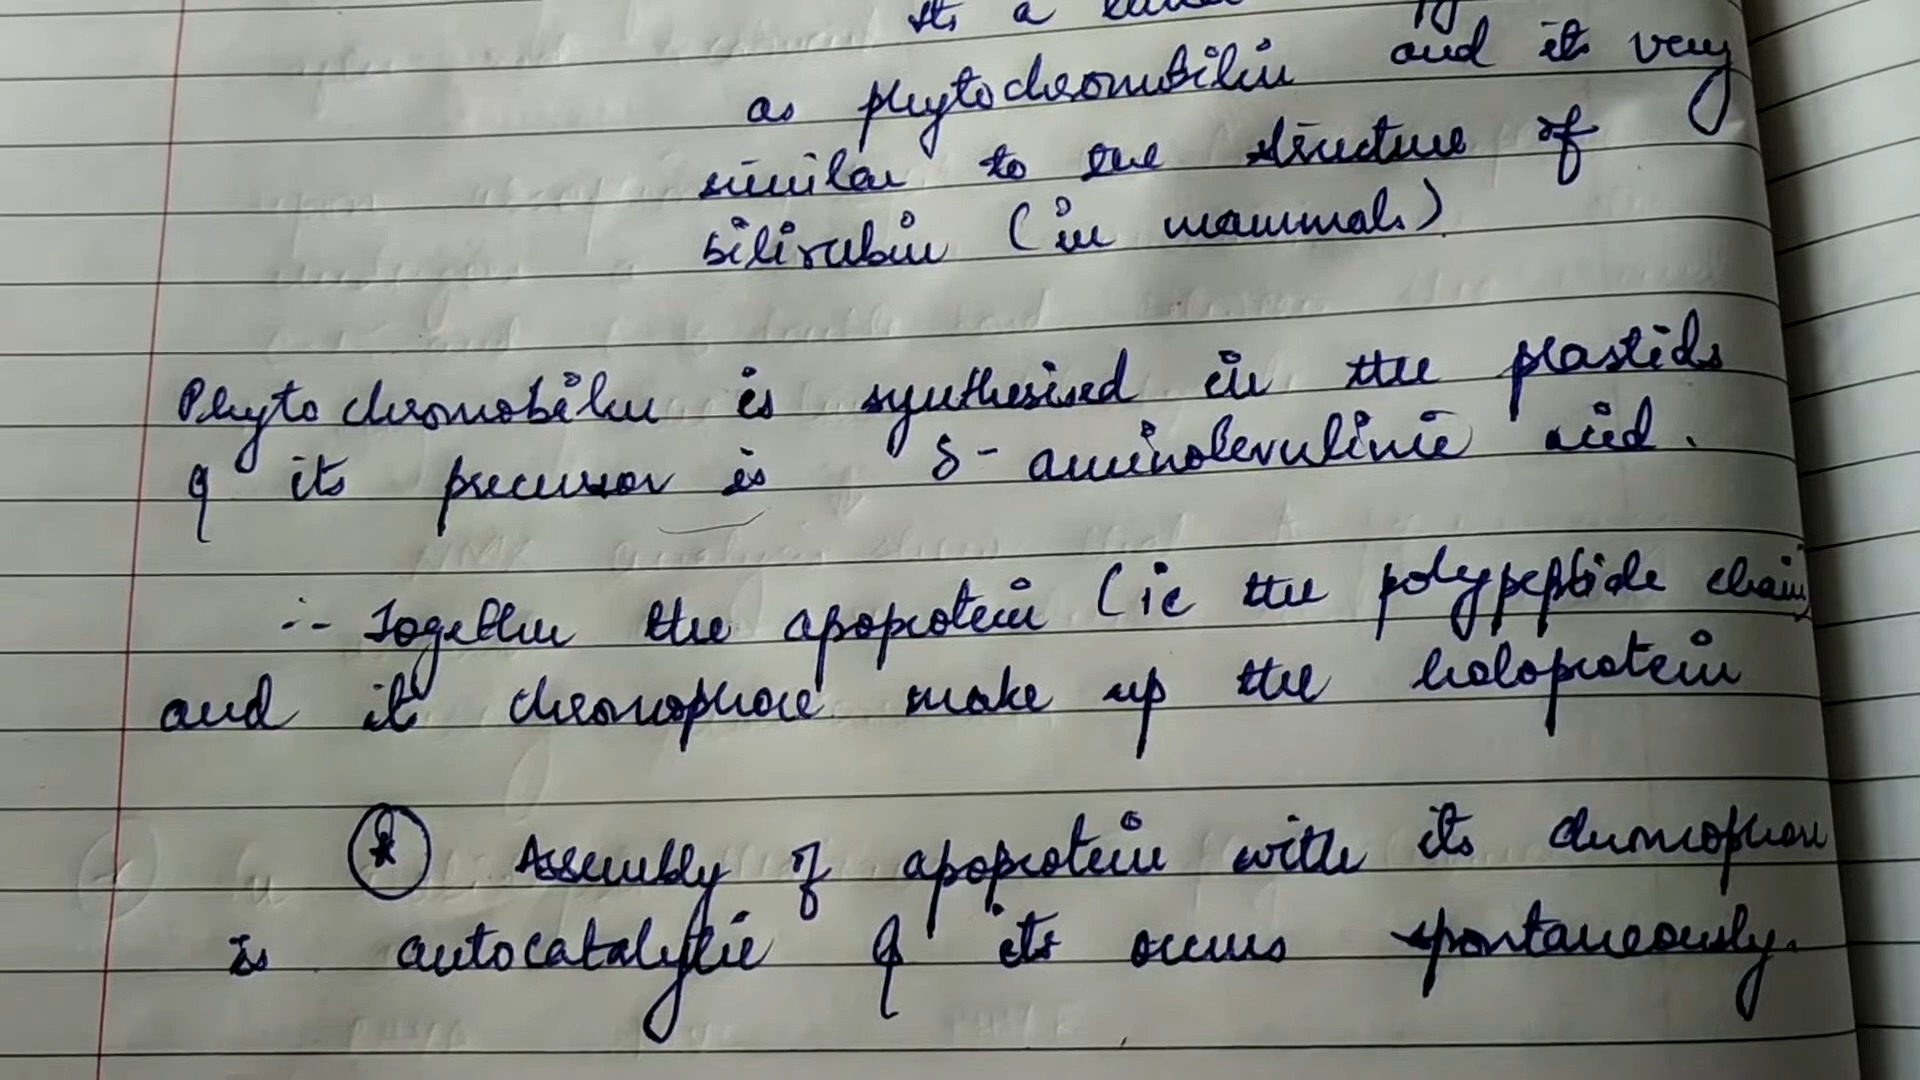 its a
as phytochromobilin and its very
similar to the structure of
bilirubin (in mammals)
Phytochromobilin is synthesised in the plastids
& its precursor is δ- aminolevulinic acid.
∴ Together the apoprotein (ie the polypeptide chain)
and it chromophore make up the holoprotein
* Assembly of apoprotein with its chromophore
is autocatalytic & its occurs spontaneously.